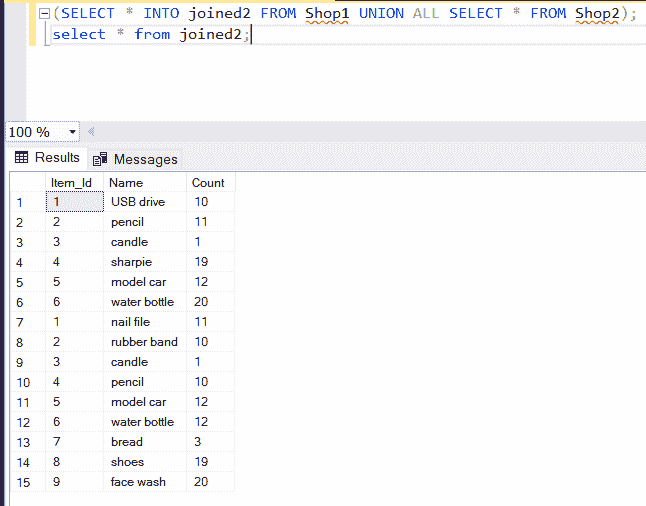 (SELECT * INTO joined2 FROM Shop1 UNION ALL SELECT * FROM Shop2);
select * from joined2;
100 %
Results Messages
Item_Id Name Count
1 1 USB drive 10
2 2 pencil 11
3 3 candle 1
4 4 sharpie 19
5 5 model car 12
6 6 water bottle 20
7 1 nail file 11
8 2 rubber band 10
9 3 candle 1
10 4 pencil 10
11 5 model car 12
12 6 water bottle 12
13 7 bread 3
14 8 shoes 19
15 9 face wash 20